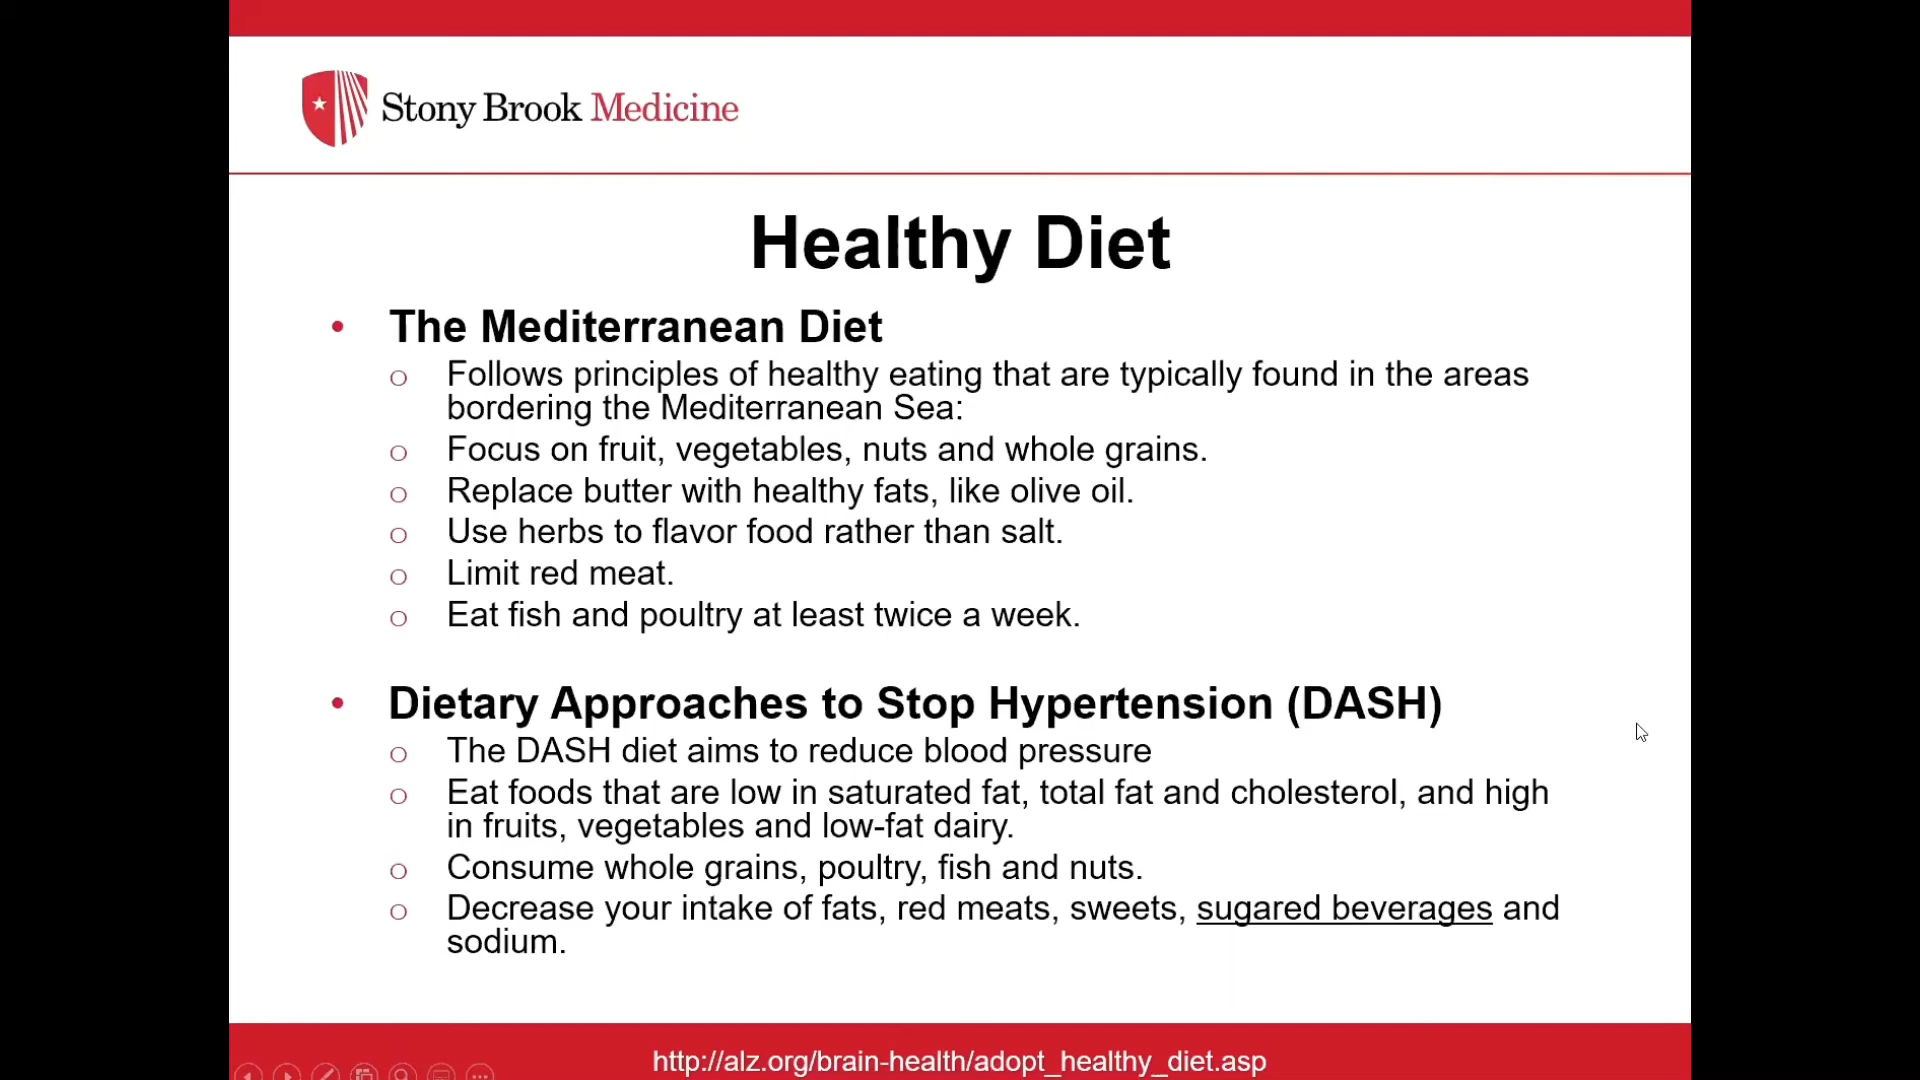 Stony Brook Medicine
Healthy Diet
• The Mediterranean Diet
o Follows principles of healthy eating that are typically found in the areas
bordering the Mediterranean Sea:
o Focus on fruit, vegetables, nuts and whole grains.
o Replace butter with healthy fats, like olive oil.
o Use herbs to flavor food rather than salt.
o Limit red meat.
o Eat fish and poultry at least twice a week.
• Dietary Approaches to Stop Hypertension (DASH)
o The DASH diet aims to reduce blood pressure
o Eat foods that are low in saturated fat, total fat and cholesterol, and high
in fruits, vegetables and low-fat dairy.
o Consume whole grains, poultry, fish and nuts.
o Decrease your intake of fats, red meats, sweets, sugared beverages and
sodium.
http://alz.org/brain-health/adopt_healthy_diet.asp